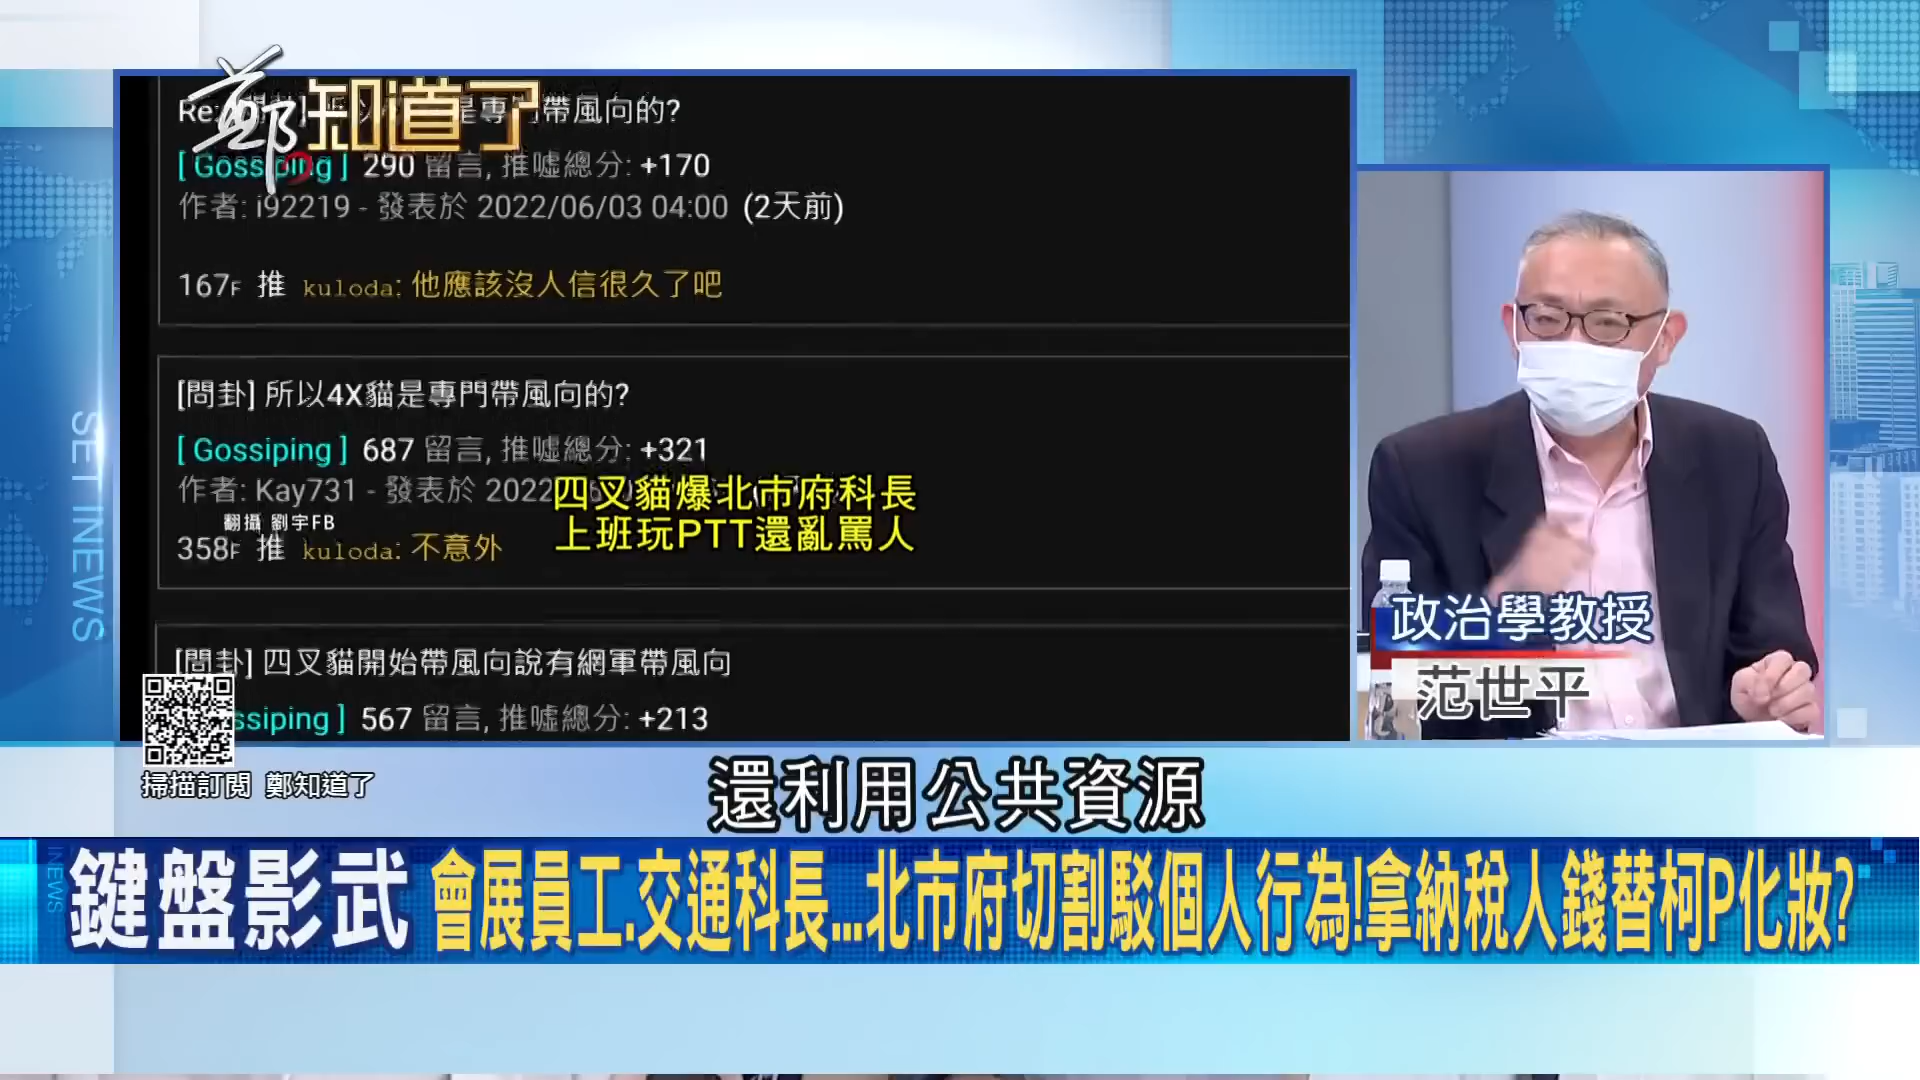 鄭知道了
帶風向的?
[ Gossiping ] 290 留言, 推噓總分: +170
作者: i92219 - 發表於 2022/06/03 04:00 (2天前)
167F 推 kuloda: 他應該沒人信很久了吧
[問卦] 所以4X貓是專門帶風向的?
[ Gossiping ] 687 留言, 推噓總分: +321
作者: Kay731 - 發表於 2022
四叉貓爆北市府科長
上班玩PTT還亂罵人
翻攝 劉宇FB
358F 推 kuloda: 不意外
[問卦] 四叉貓開始帶風向說有網軍帶風向
ssiping ] 567 留言, 推噓總分: +213
SET INEWS
政治學教授
范世平
掃描訂閱 鄭知道了
還利用公共資源
INEWS
鍵盤影武 會展員工.交通科長...北市府切割駁個人行為!拿納稅人錢替柯P化妝?